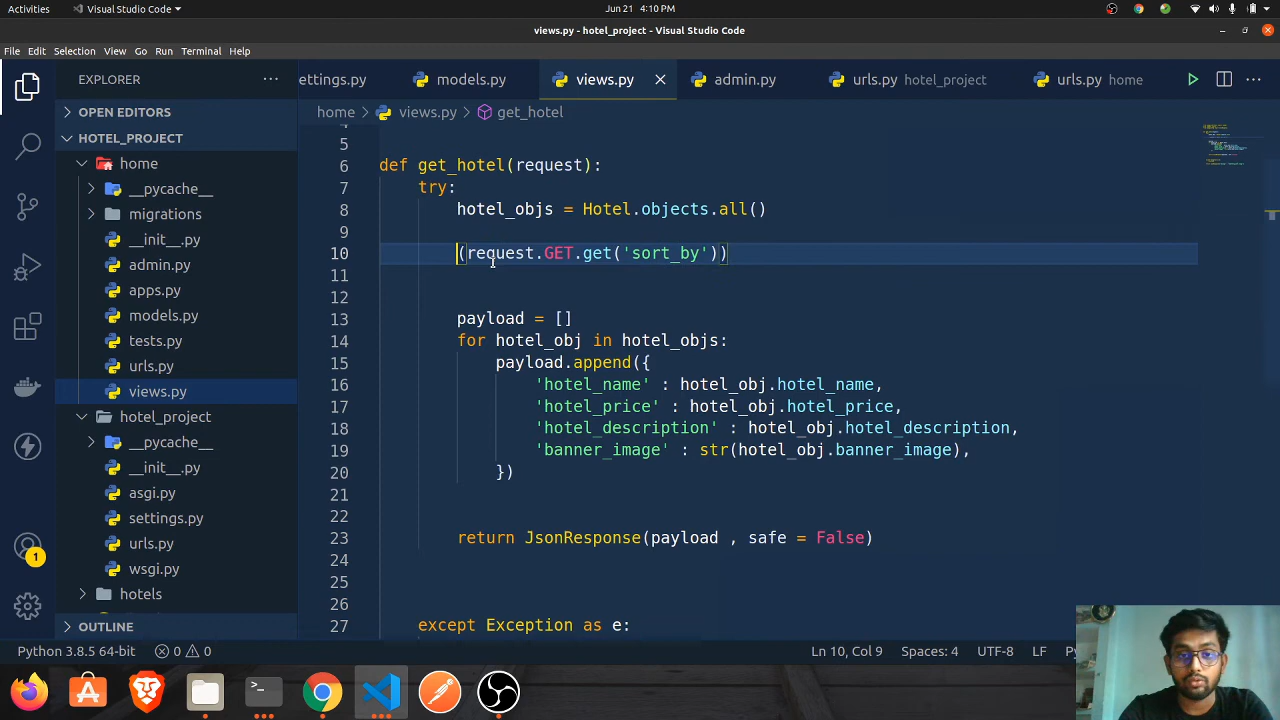 Activities
Visual Studio Code
Jun 21 4:10 PM
views.py - hotel_project - Visual Studio Code
File Edit Selection View Go Run Terminal Help
EXPLORER
ettings.py
models.py
views.py
admin.py
urls.py hotel_project
urls.py home
OPEN EDITORS
home > views.py > get_hotel
HOTEL_PROJECT
home
__pycache__
migrations
__init__.py
admin.py
apps.py
models.py
tests.py
urls.py
views.py
hotel_project
__pycache__
__init__.py
asgi.py
settings.py
urls.py
wsgi.py
hotels
OUTLINE
1
4
5
6 def get_hotel(request):
7 try:
8 hotel_objs = Hotel.objects.all()
9
10 (request.GET.get('sort_by'))
11
12
13 payload = []
14 for hotel_obj in hotel_objs:
15 payload.append({
16 'hotel_name' : hotel_obj.hotel_name,
17 'hotel_price' : hotel_obj.hotel_price,
18 'hotel_description' : hotel_obj.hotel_description,
19 'banner_image' : str(hotel_obj.banner_image),
20 })
21
22
23 return JsonResponse(payload , safe = False)
24
25
26
27 except Exception as e:
Python 3.8.5 64-bit
0
0
Ln 10, Col 9
Spaces: 4
UTF-8
LF